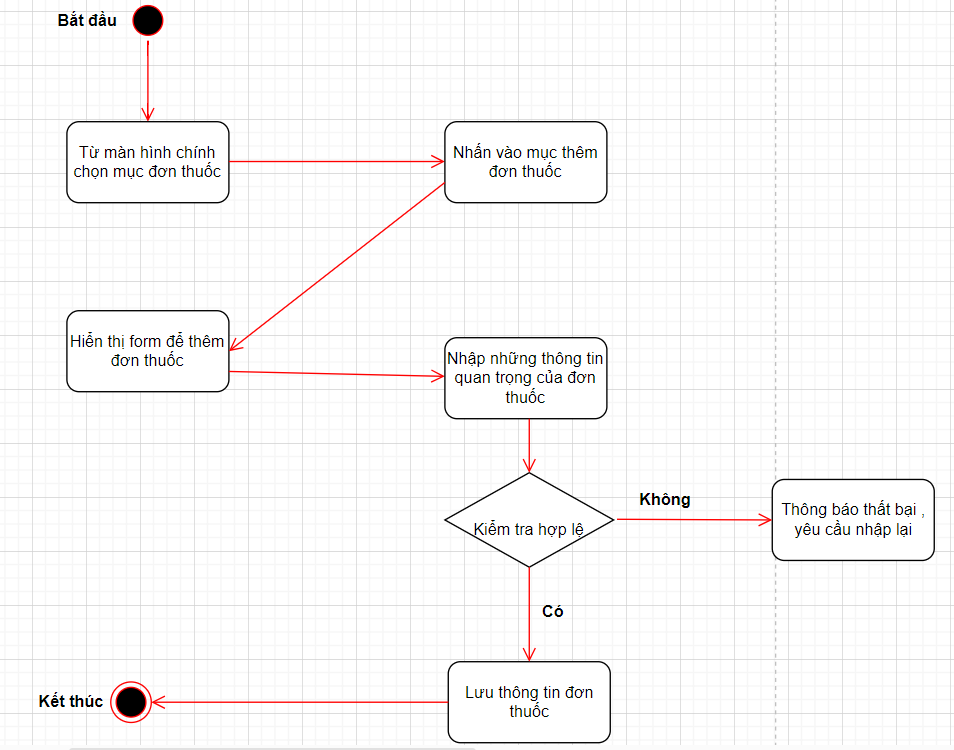 Bắt đầu
Từ màn hình chính
chọn mục đơn thuốc
Nhấn vào mục thêm
đơn thuốc
Hiển thị form để thêm
đơn thuốc
Nhập những thông tin
quan trọng của đơn
thuốc
Kiểm tra hợp lệ
Không
Thông báo thất bại ,
yêu cầu nhập lại
Có
Lưu thông tin đơn
thuốc
Kết thúc